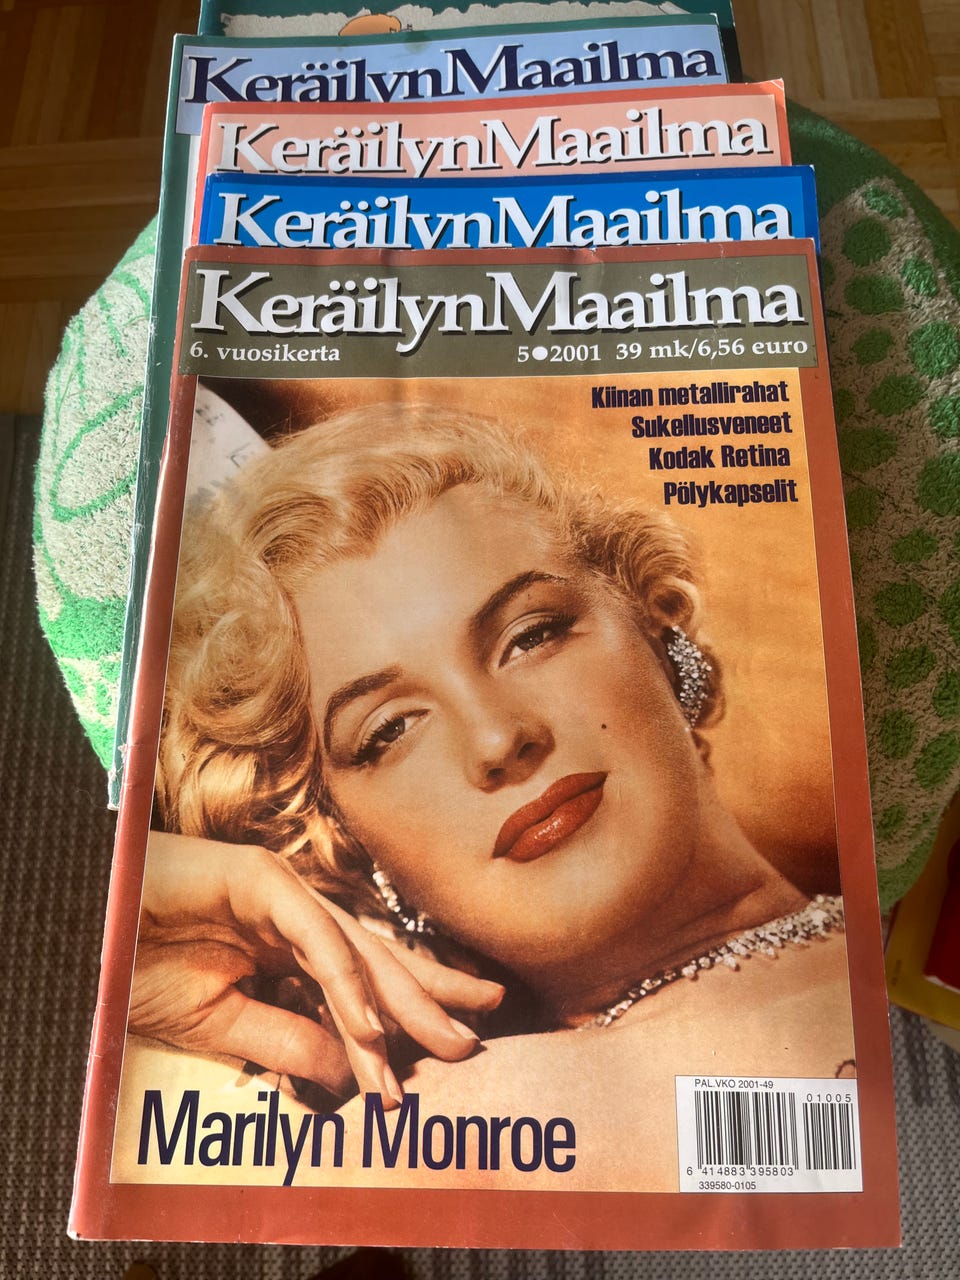 KeräilynMaailma
KeräilynMaailma
KeräilynMaailma
KeräilynMaailma
6. vuosikerta
5●2001 39 mk/6,56 euro
Kiinan metallirahat
Sukellusveneet
Kodak Retina
Pölykapselit
Marilyn Monroe
PAL.VKO 2001-49
01005
6 414883 395803
339580-0105